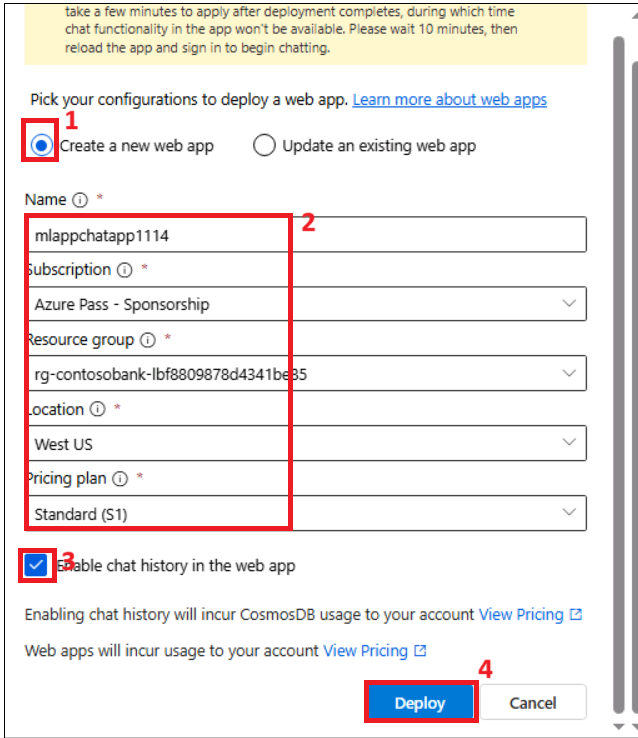 take a few minutes to apply after deployment completes, during which time
chat functionality in the app won't be available. Please wait 10 minutes, then
reload the app and sign in to begin chatting.
Pick your configurations to deploy a web app. Learn more about web apps
1
Create a new web app
Update an existing web app
Name *
2
mlappchatapp1114
Subscription *
Azure Pass - Sponsorship
Resource group *
rg-contosobank-lbf8809878d4341be85
Location *
West US
Pricing plan *
Standard (S1)
3
Enable chat history in the web app
Enabling chat history will incur CosmosDB usage to your account View Pricing
Web apps will incur usage to your account View Pricing
4
Deploy
Cancel